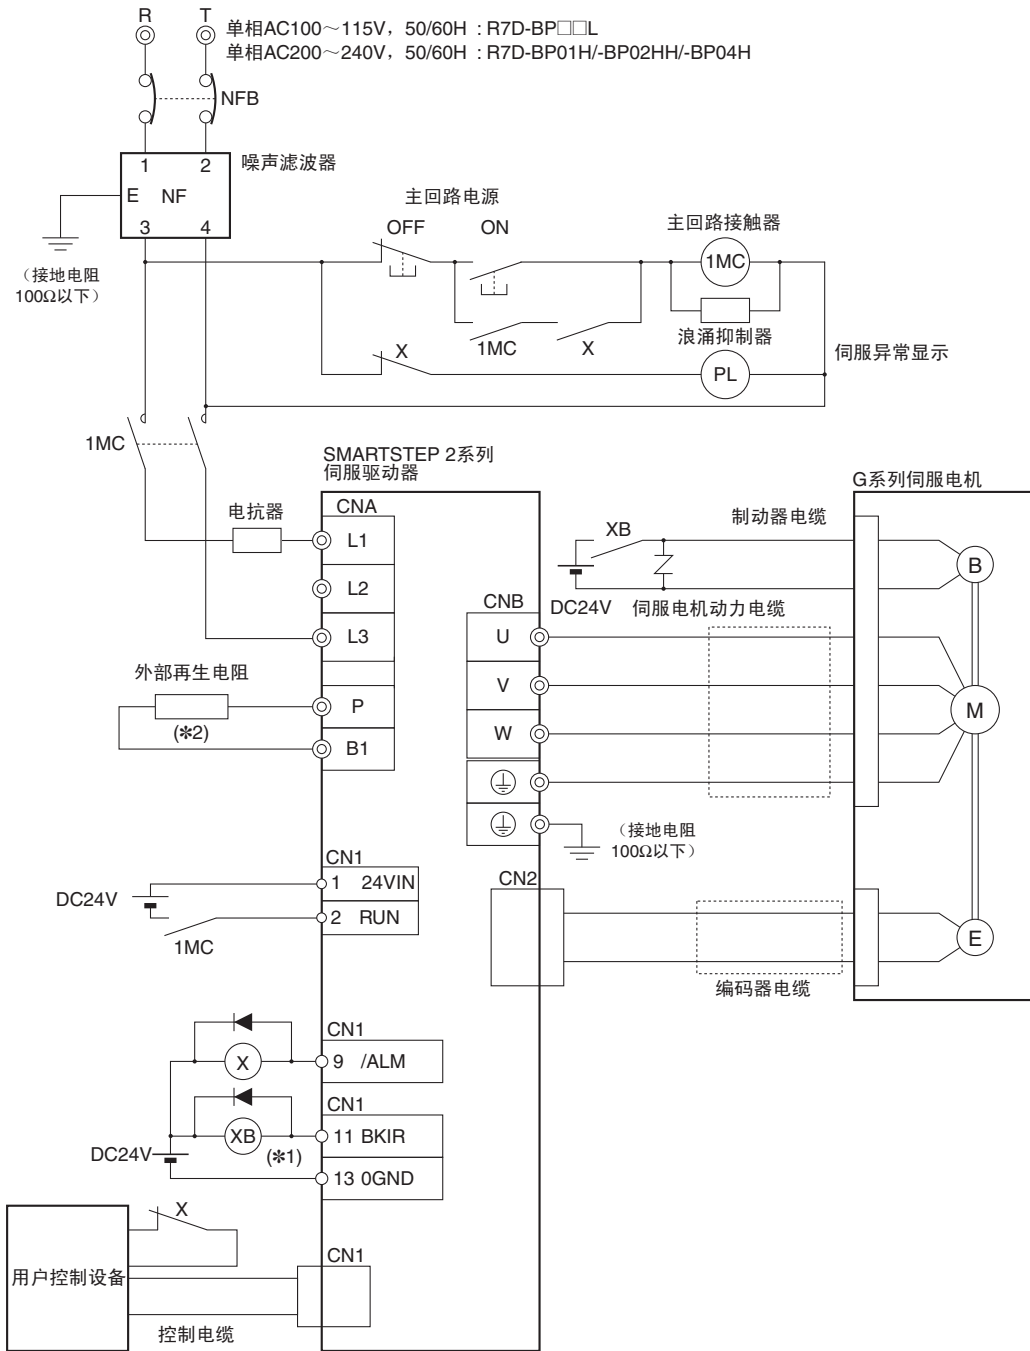 R T
单相AC100～115V，50/60H：R7D-BP□□L
单相AC200～240V，50/60H：R7D-BP01H/-BP02HH/-BP04H
NFB
1 2
噪声滤波器
E NF
3 4
（接地电阻
100Ω以下）
主回路电源
OFF ON
主回路接触器
1MC
浪涌抑制器
1MC X
X
PL
伺服异常显示
1MC
SMARTSTEP 2系列
伺服驱动器
G系列伺服电机
电抗器
CNA
L1
L2
L3
外部再生电阻
(✻2)
P
B1
制动器电缆
XB
DC24V
伺服电机动力电缆
B
CNB
U
V
W
M
（接地电阻
100Ω以下）
CN1
1 24VIN
2 RUN
DC24V
1MC
CN2
E
编码器电缆
CN1
X
9 /ALM
CN1
XB
(✻1)
11 BKIR
DC24V
13 0GND
X
用户控制设备
CN1
控制电缆